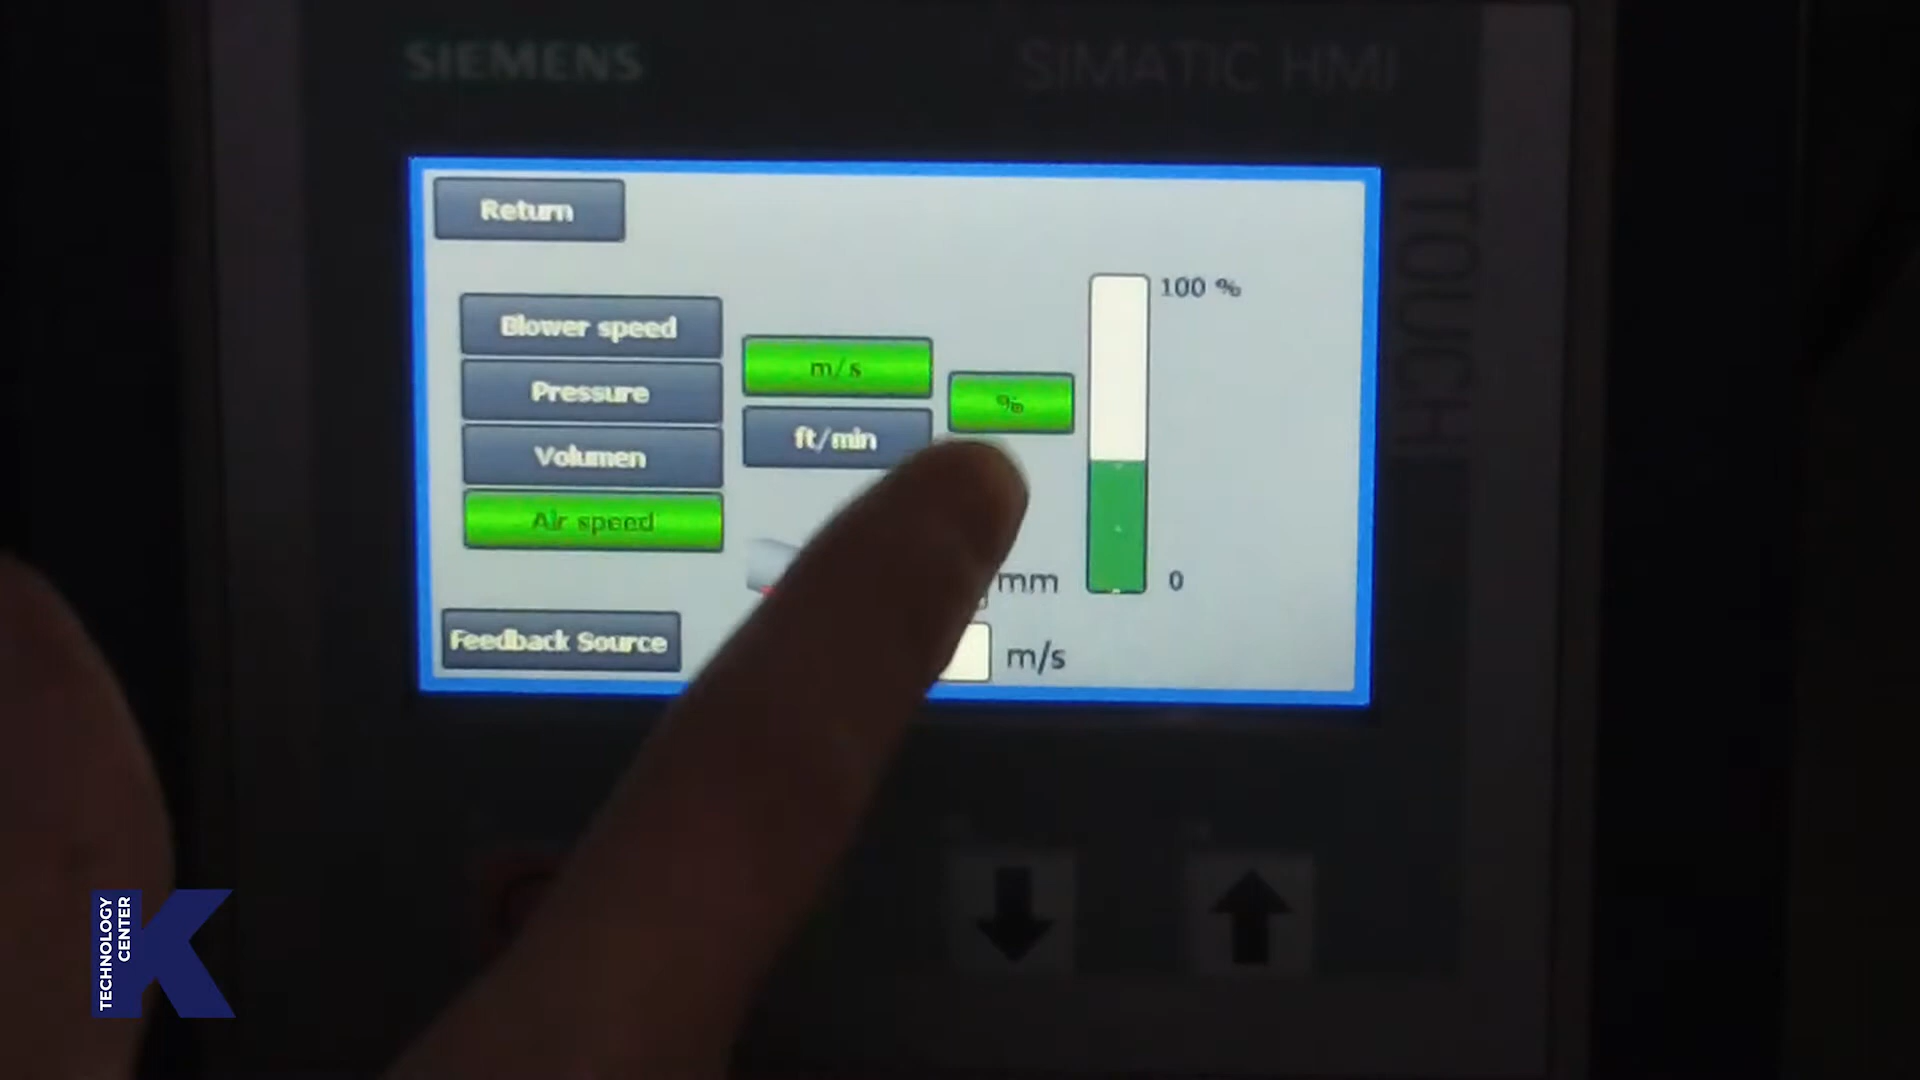 SIEMENS
SIMATIC HMI
TOUCH
Return
Blower speed
Pressure
Volumen
Air speed
m/s
ft/min
%
100 %
0
mm
m/s
Feedback Source
TECHNOLOGY
CENTER
K